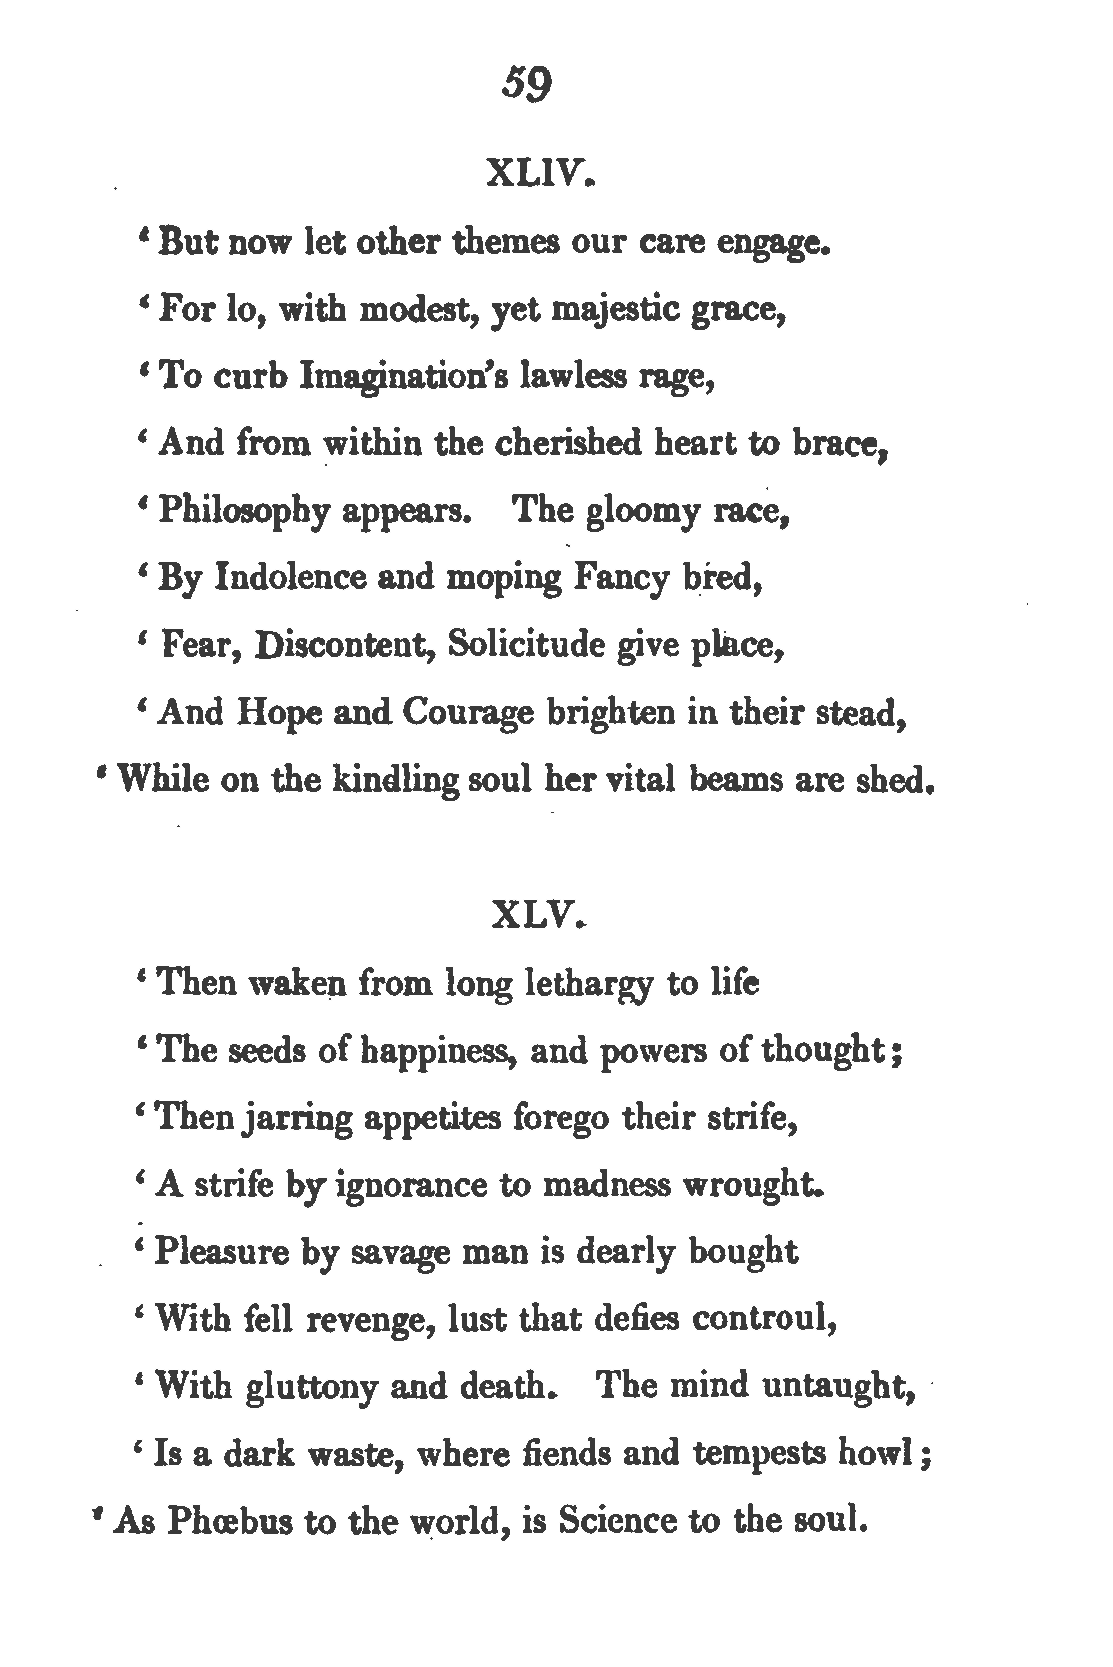 59
XLIV.
‘ But now let other themes our care engage.
‘ For lo, with modest, yet majestic grace,
‘ To curb Imagination's lawless rage,
‘ And from within the cherished heart to brace,
‘ Philosophy appears. The gloomy race,
‘ By Indolence and moping Fancy bred,
‘ Fear, Discontent, Solicitude give place,
‘ And Hope and Courage brighten in their stead,
‘ While on the kindling soul her vital beams are shed.
XLV.
‘ Then waken from long lethargy to life
‘ The seeds of happiness, and powers of thought;
‘ Then jarring appetites forego their strife,
‘ A strife by ignorance to madness wrought.
‘ Pleasure by savage man is dearly bought
‘ With fell revenge, lust that defies controul,
‘ With gluttony and death. The mind untaught,
‘ Is a dark waste, where fiends and tempests howl;
‘ As Phœbus to the world, is Science to the soul.